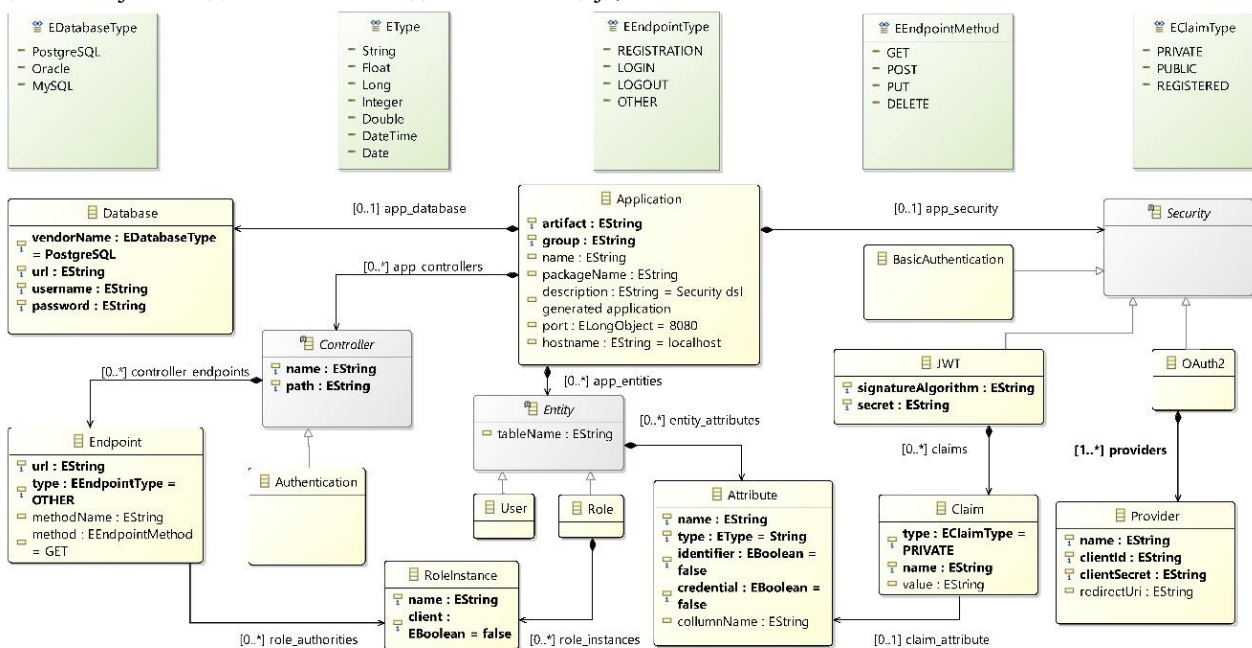 EDatabaseType
PostgreSQL
Oracle
MySQL
EType
String
Float
Long
Integer
Double
DateTime
Date
EEndpointType
REGISTRATION
LOGIN
LOGOUT
OTHER
EEndpointMethod
GET
POST
PUT
DELETE
EClaimType
PRIVATE
PUBLIC
REGISTERED
Database
vendorName : EDatabaseType
= PostgreSQL
url : EString
username : EString
password : EString
[0..1] app_database
Application
artifact : EString
group : EString
name : EString
packageName : EString
description : EString = Security dsl
generated application
port : ELongObject = 8080
hostname : EString = localhost
[0..1] app_security
Security
BasicAuthentication
[0..*] app_controllers
Controller
name : EString
path : EString
[0..*] controller_endpoints
[0..*] app_entities
Entity
tableName : EString
[0..*] entity_attributes
JWT
signatureAlgorithm : EString
secret : EString
OAuth2
[0..*] claims
[1..*] providers
Endpoint
url : EString
type : EEndpointType =
OTHER
methodName : EString
method : EEndpointMethod
= GET
Authentication
User
Role
Attribute
name : EString
type : EType = String
identifier : EBoolean =
false
credential : EBoolean =
false
collumnName : EString
Claim
type : EClaimType =
PRIVATE
name : EString
value : EString
Provider
name : EString
clientId : EString
clientSecret : EString
redirectUri : EString
RoleInstance
name : EString
client :
EBoolean = false
[0..*] role_authorities
[0..*] role_instances
[0..1] claim_attribute